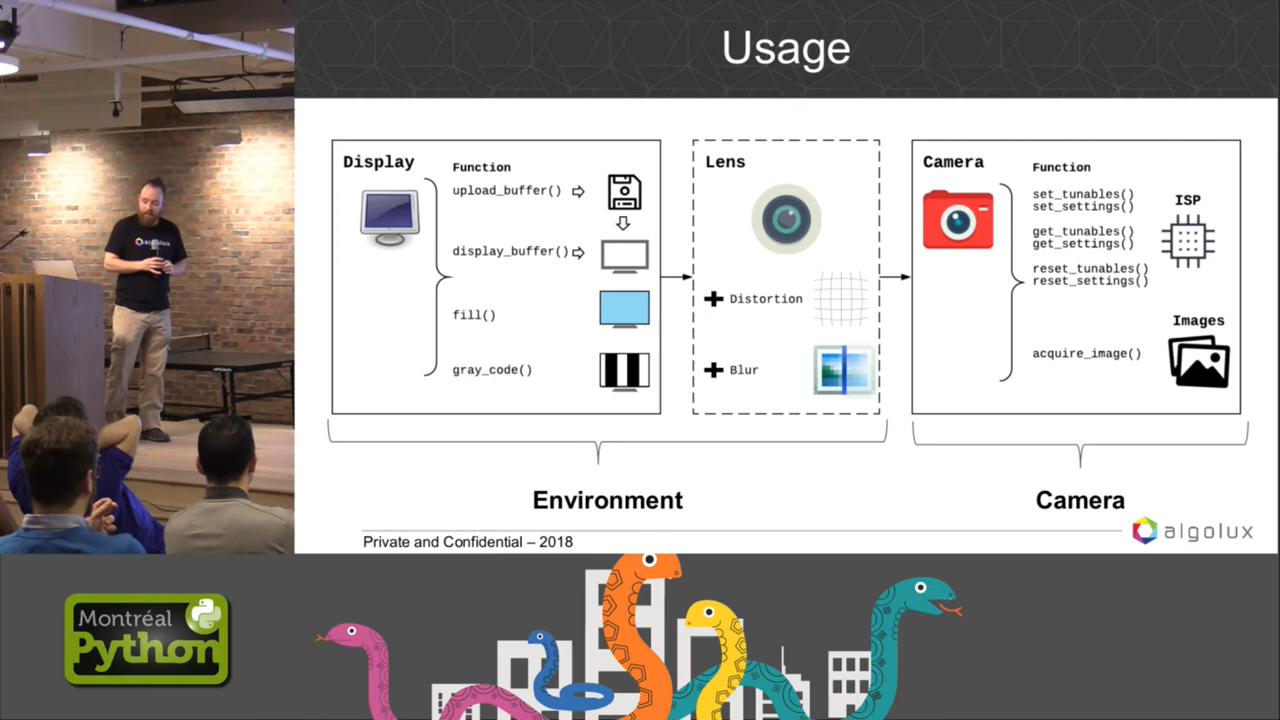 Usage
Display
Function
upload_buffer()
display_buffer()
fill()
gray_code()
Lens
Distortion
Blur
Camera
Function
set_tunables()
set_settings()
get_tunables()
get_settings()
reset_tunables()
reset_settings()
acquire_image()
ISP
Images
Environment
Camera
Private and Confidential – 2018
algolux
algolux
Montréal
Python